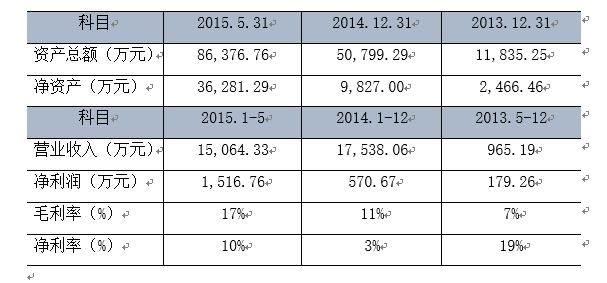 科目 2015.5.31 2014.12.31 2013.12.31
资产总额（万元） 86,376.76 50,799.29 11,835.25
净资产（万元） 36,281.29 9,827.00 2,466.46
科目 2015.1-5 2014.1-12 2013.5-12
营业收入（万元） 15,064.33 17,538.06 965.19
净利润（万元） 1,516.76 570.67 179.26
毛利率（%） 17% 11% 7%
净利率（%） 10% 3% 19%